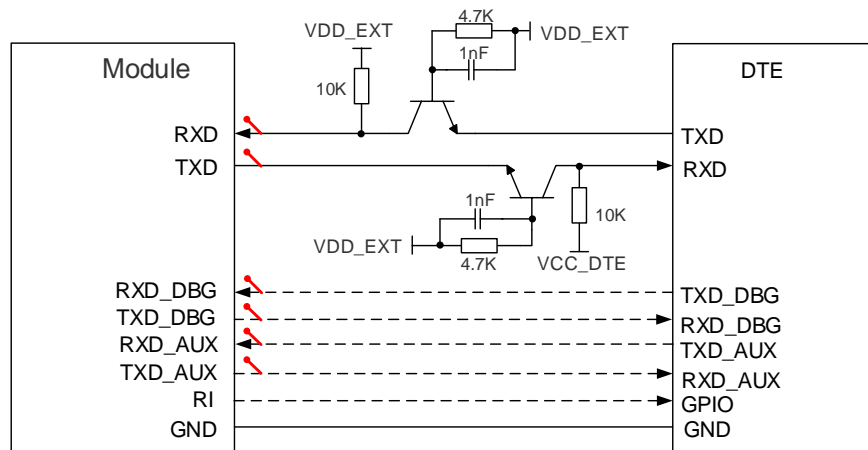 4.7K
VDD_EXT
VDD_EXT
1nF
Module
DTE
10K
RXD
TXD
TXD
RXD
1nF
10K
VDD_EXT
4.7K
VCC_DTE
RXD_DBG
TXD_DBG
TXD_DBG
RXD_DBG
RXD_AUX
TXD_AUX
TXD_AUX
RXD_AUX
RI
GPIO
GND
GND